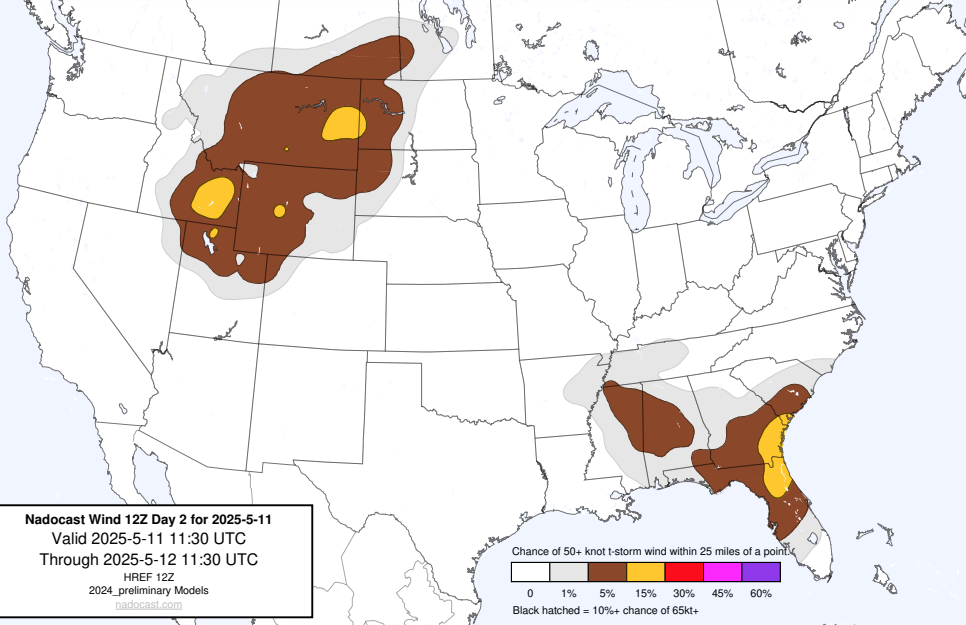 Nadocast Wind 12Z Day 2 for 2025-5-11
Valid 2025-5-11 11:30 UTC
Through 2025-5-12 11:30 UTC
HREF 12Z
2024_preliminary Models
nadocast.com
Chance of 50+ knot t-storm wind within 25 miles of a point.
0 1% 5% 15% 30% 45% 60%
Black hatched = 10%+ chance of 65kt+